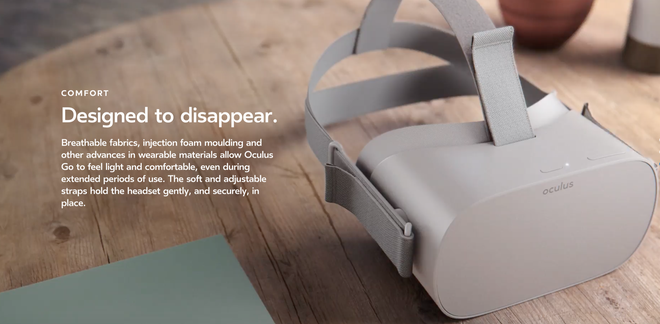 COMFORT
Designed to disappear.
Breathable fabrics, injection foam moulding and
other advances in wearable materials allow Oculus
Go to feel light and comfortable, even during
extended periods of use. The soft and adjustable
straps hold the headset gently, and securely, in
place.
oculus